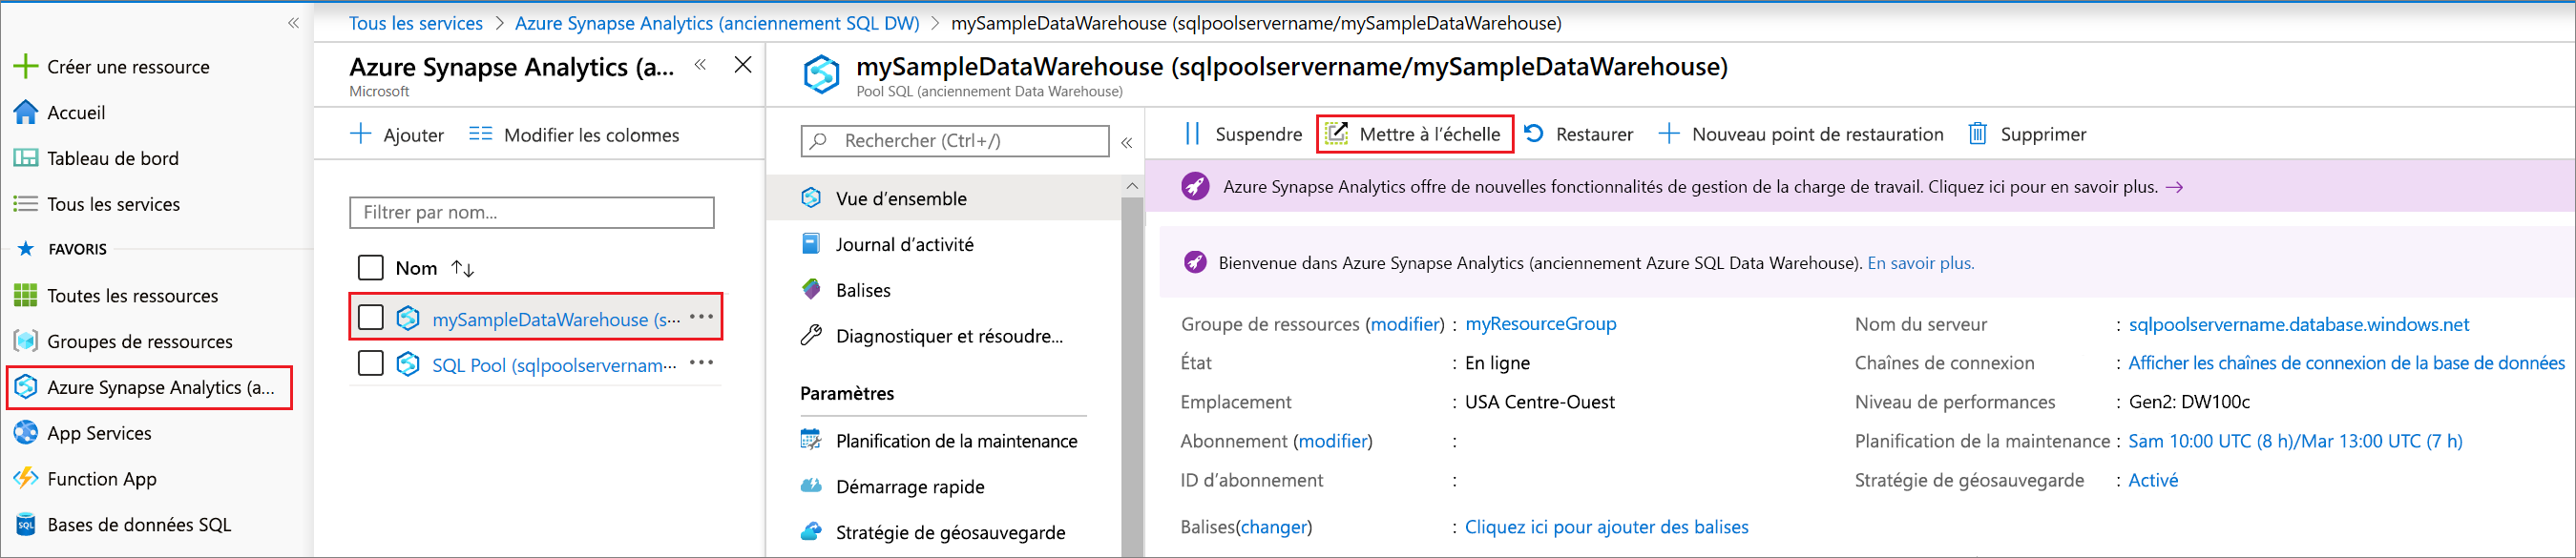 Tous les services > Azure Synapse Analytics (anciennement SQL DW) > mySampleDataWarehouse (sqlpoolservername/mySampleDataWarehouse)
Créer une ressource
Accueil
Tableau de bord
Tous les services
FAVORIS
Toutes les ressources
Groupes de ressources
Azure Synapse Analytics (a...
App Services
Function App
Bases de données SQL
Azure Synapse Analytics (a...
Microsoft
Ajouter
Modifier les colomes
Filtrer par nom...
Nom
mySampleDataWarehouse (s...
SQL Pool (sqlpoolservernam...
mySampleDataWarehouse (sqlpoolservername/mySampleDataWarehouse)
Pool SQL (anciennement Data Warehouse)
Rechercher (Ctrl+/)
Vue d'ensemble
Journal d'activité
Balises
Diagnostiquer et résoudre...
Paramètres
Planification de la maintenance
Démarrage rapide
Stratégie de géosauvegarde
Suspendre
Mettre à l'échelle
Restaurer
Nouveau point de restauration
Supprimer
Azure Synapse Analytics offre de nouvelles fonctionnalités de gestion de la charge de travail. Cliquez ici pour en savoir plus. →
Bienvenue dans Azure Synapse Analytics (anciennement Azure SQL Data Warehouse). En savoir plus.
Groupe de ressources (modifier) : myResourceGroup
État : En ligne
Emplacement : USA Centre-Ouest
Abonnement (modifier) :
ID d'abonnement :
Balises(changer) : Cliquez ici pour ajouter des balises
Nom du serveur : sqlpoolservername.database.windows.net
Chaînes de connexion : Afficher les chaînes de connexion de la base de données
Niveau de performances : Gen2: DW100c
Planification de la maintenance : Sam 10:00 UTC (8 h)/Mar 13:00 UTC (7 h)
Stratégie de géosauvegarde : Activé